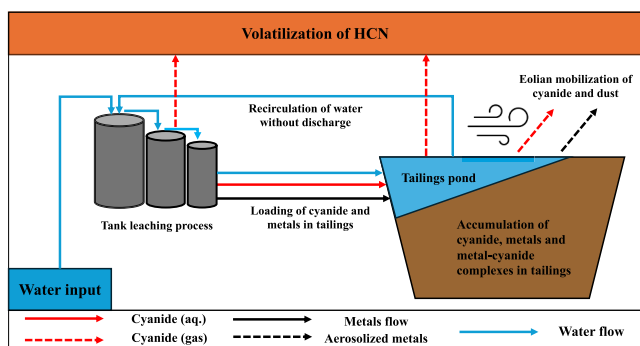 Volatilization of HCN
Eolian mobilization of
cyanide and dust
Recirculation of water
without discharge
Tailings pond
Tank leaching process
Loading of cyanide and
metals in tailings
Accumulation of
cyanide, metals and
metal-cyanide
complexes in tailings
Water input
Cyanide (aq.)
Metals flow
Water flow
Cyanide (gas)
Aerosolized metals